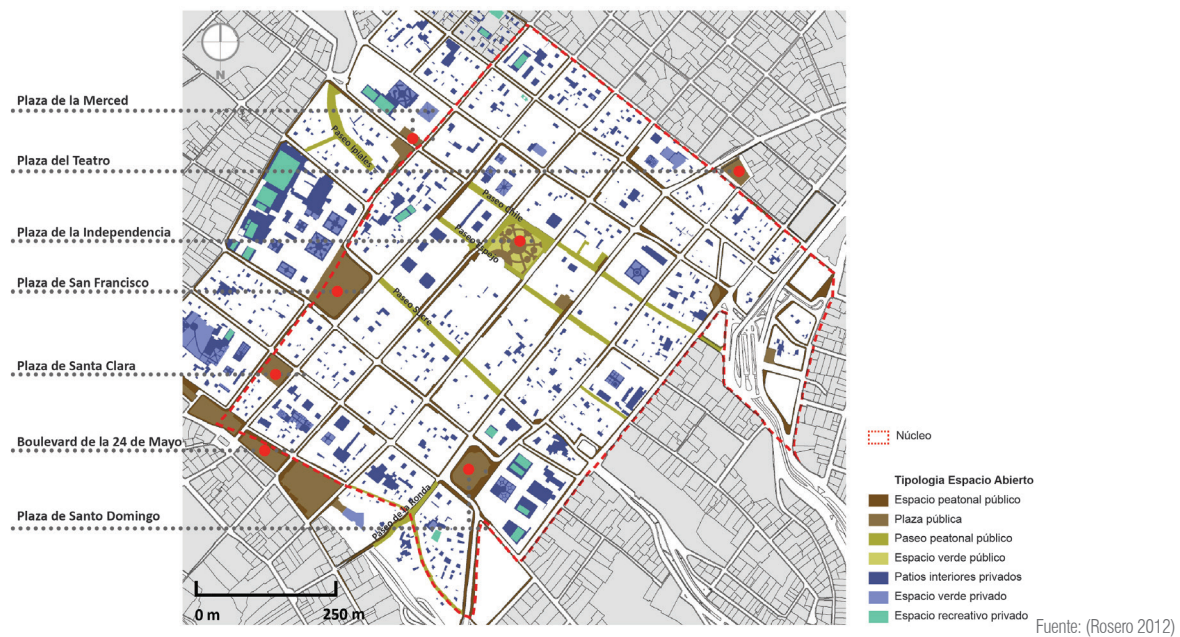 N
Plaza de la Merced
Plaza del Teatro
Plaza de la Independencia
Plaza de San Francisco
Plaza de Santa Clara
Boulevard de la 24 de Mayo
Plaza de Santo Domingo
Paseo Ipiales
Paseo Chile
Paseo Espejo
Paseo Sucre
Paseo de la Ronda
0 m
250 m
Núcleo
Tipologia Espacio Abierto
Espacio peatonal público
Plaza pública
Paseo peatonal público
Espacio verde público
Patios interiores privados
Espacio verde privado
Espacio recreativo privado
Fuente: (Rosero 2012)